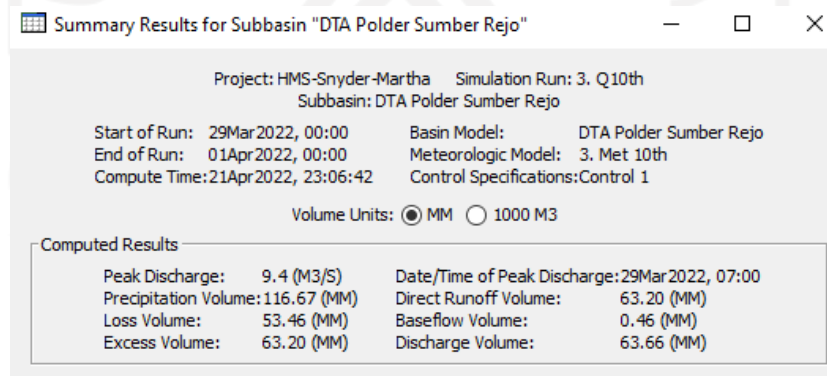 Summary Results for Subbasin "DTA Polder Sumber Rejo"
Project: HMS-Snyder-Martha Simulation Run: 3. Q10th
Subbasin: DTA Polder Sumber Rejo
Start of Run: 29Mar2022, 00:00 Basin Model: DTA Polder Sumber Rejo
End of Run: 01Apr2022, 00:00 Meteorologic Model: 3. Met 10th
Compute Time:21Apr2022, 23:06:42 Control Specifications:Control 1
Volume Units: MM 1000 M3
Computed Results
Peak Discharge: 9.4 (M3/S) Date/Time of Peak Discharge:29Mar2022, 07:00
Precipitation Volume:116.67 (MM) Direct Runoff Volume: 63.20 (MM)
Loss Volume: 53.46 (MM) Baseflow Volume: 0.46 (MM)
Excess Volume: 63.20 (MM) Discharge Volume: 63.66 (MM)